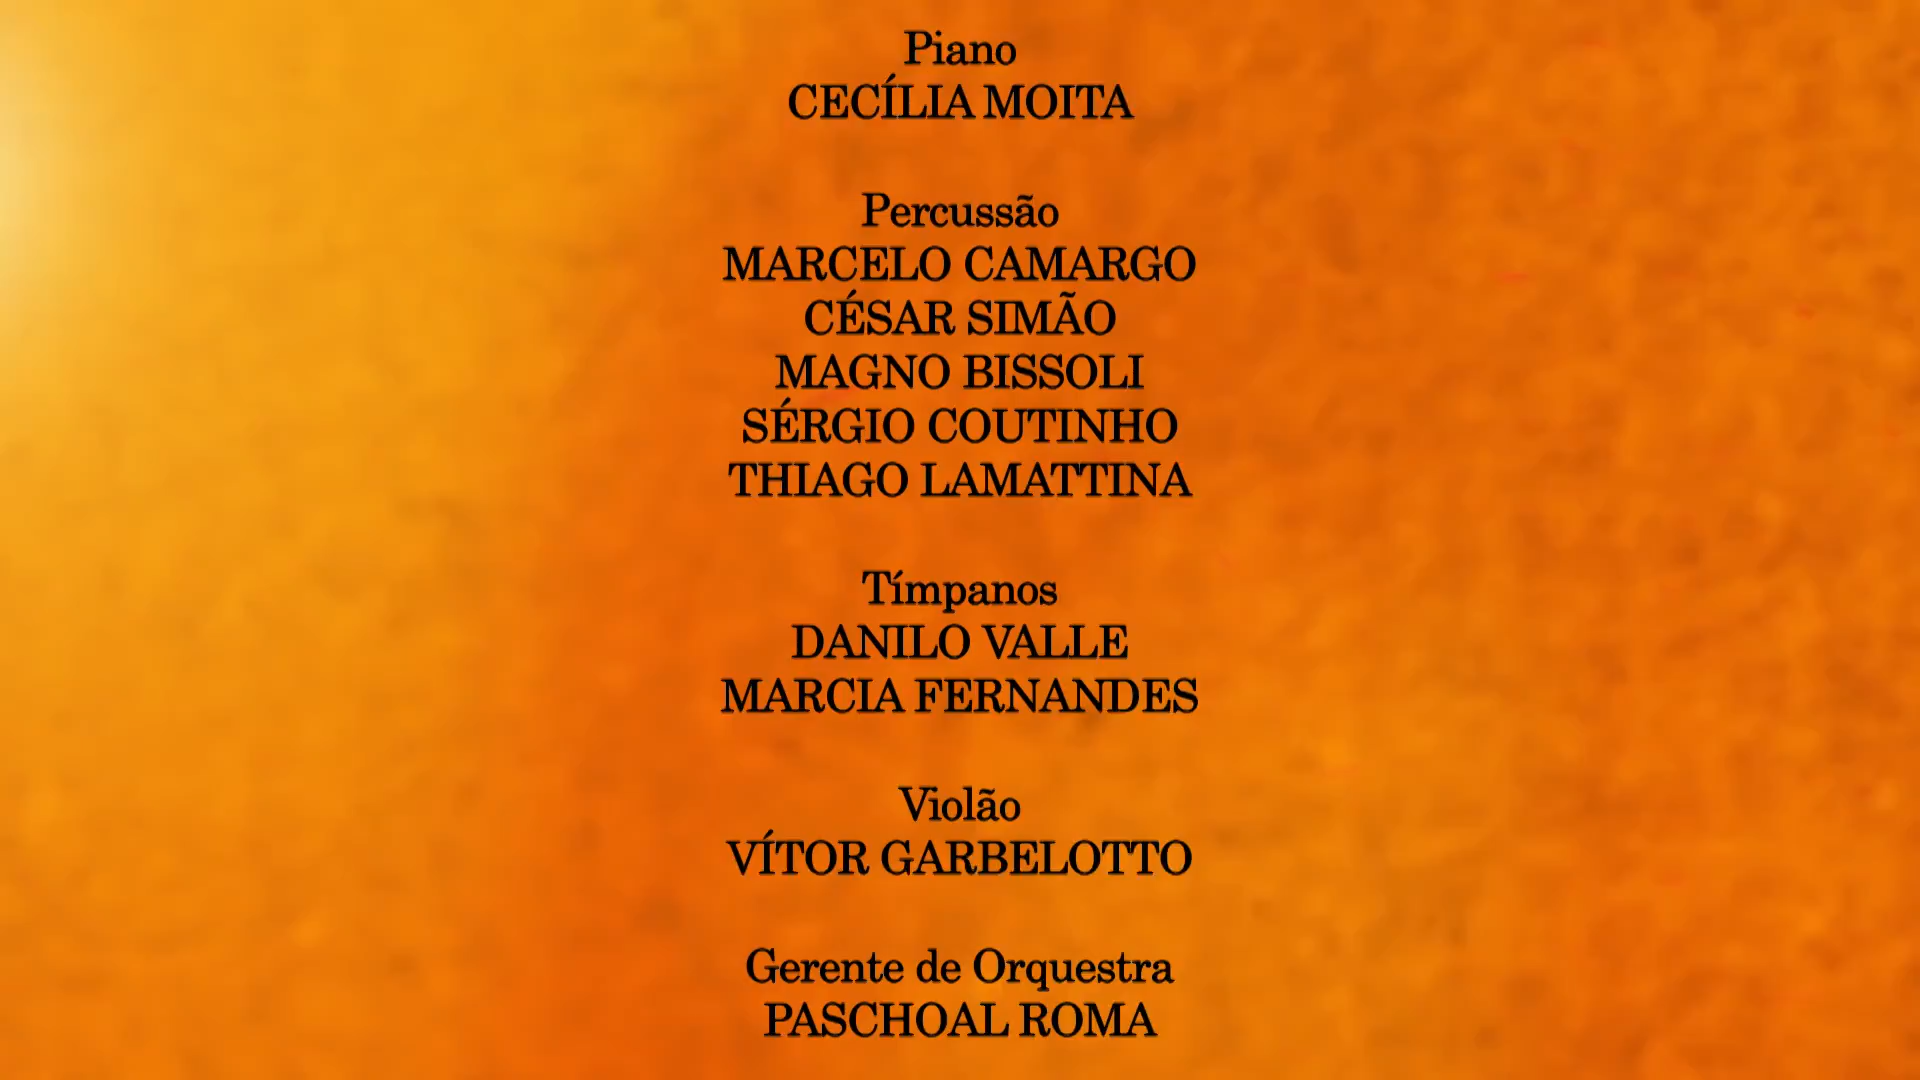 Piano
CECÍLIA MOITA
Percussão
MARCELO CAMARGO
CÉSAR SIMÃO
MAGNO BISSOLI
SÉRGIO COUTINHO
THIAGO LAMATTINA
Tímpanos
DANILO VALLE
MARCIA FERNANDES
Violão
VÍTOR GARBELOTTO
Gerente de Orquestra
PASCHOAL ROMA